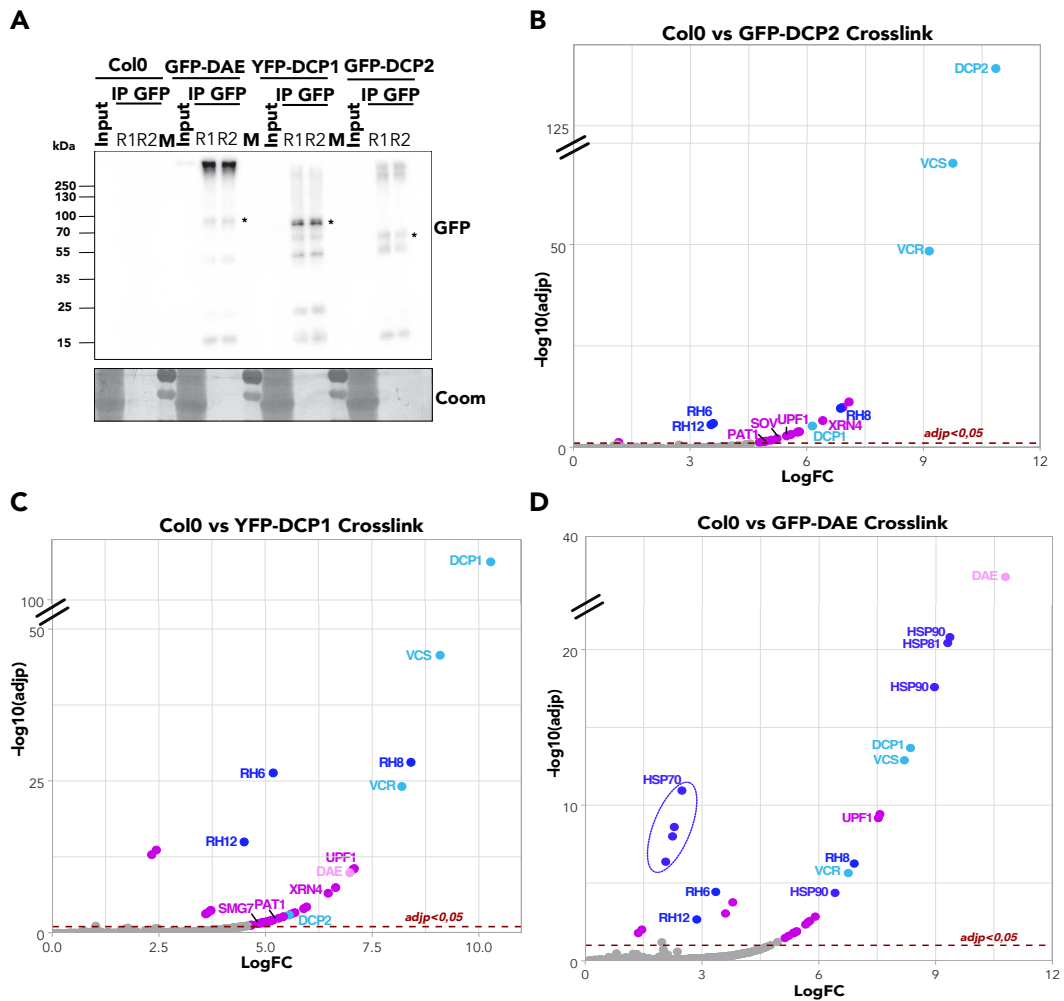 A
Col0 GFP-DAE YFP-DCP1 GFP-DCP2
Input IP GFP Input IP GFP Input IP GFP Input IP GFP
R1R2 M R1 R2 M R1 R2 M R1 R2
kDa
250
130
100
70
55
35
25
15
*
*
*
GFP
Coom
B
Col0 vs GFP-DCP2 Crosslink
DCP2
125
VCS
VCR
50
-log10(adjp)
RH6
RH12
RH8
SOV UPF1
XRN4
PAT1
DCP1
adjp<0,05
0
0 3 6 9 12
LogFC
C
Col0 vs YFP-DCP1 Crosslink
DCP1
100
50
VCS
-log10(adjp)
RH8
RH6
VCR
25
RH12
UPF1
DAE
XRN4
SMG7 PAT1
DCP2
adjp<0,05
0
0 2.5 5.0 7.5 10.0
LogFC
D
Col0 vs GFP-DAE Crosslink
40
DAE
HSP90
HSP81
20
HSP90
-log10(adjp)
DCP1
VCS
HSP70
10
UPF1
RH8
VCR
RH6
HSP90
RH12
adjp<0,05
0
0 3 6 9 12
LogFC